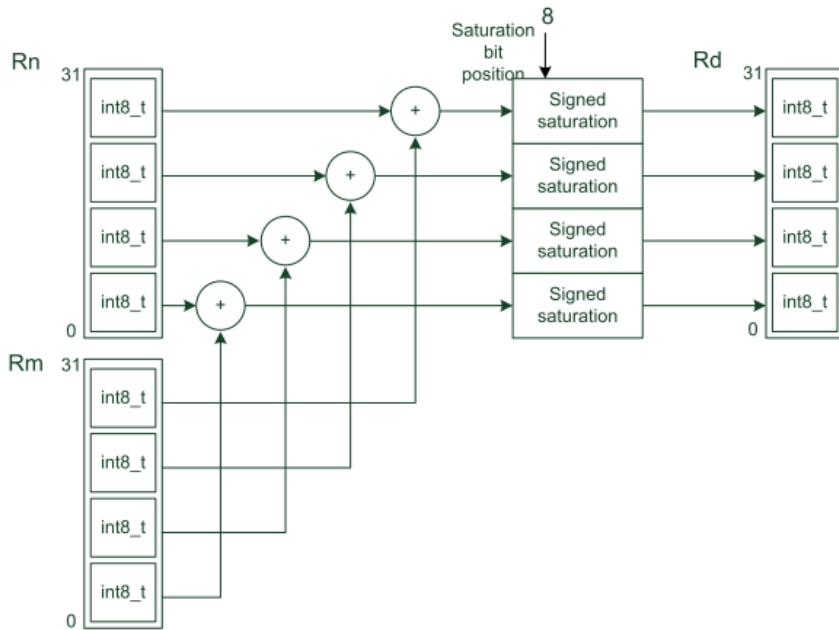 Saturation
bit
position
8
Rn
31
int8_t
int8_t
int8_t
int8_t
0
+
+
+
+
Signed
saturation
Signed
saturation
Signed
saturation
Signed
saturation
Rd
31
int8_t
int8_t
int8_t
int8_t
0
Rm
31
int8_t
int8_t
int8_t
int8_t
0